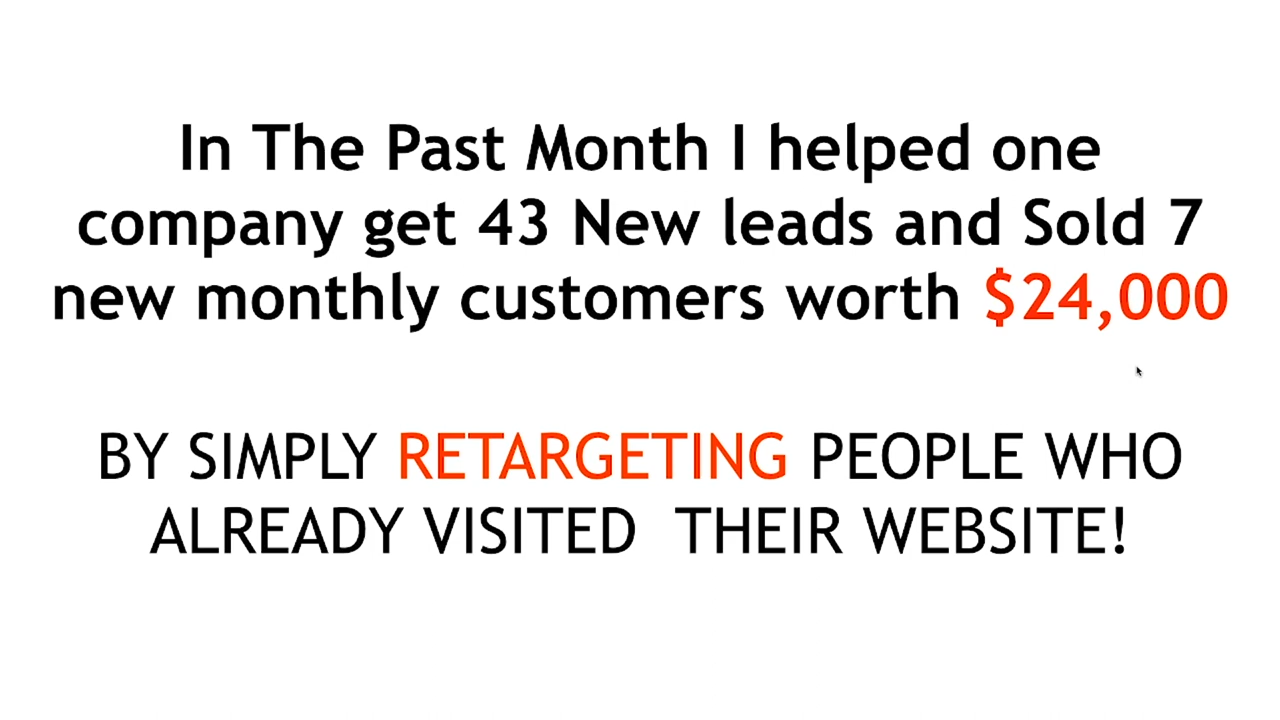 In The Past Month I helped one
company get 43 New leads and Sold 7
new monthly customers worth $24,000
BY SIMPLY RETARGETING PEOPLE WHO
ALREADY VISITED  THEIR WEBSITE!